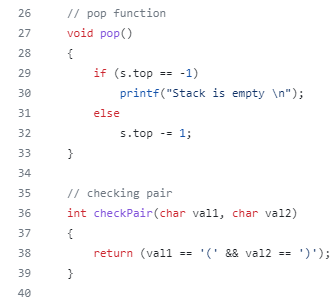 26 // pop function
27 void pop()
28 {
29 if (s.top == -1)
30 printf("Stack is empty \n");
31 else
32 s.top -= 1;
33 }
34
35 // checking pair
36 int checkPair(char val1, char val2)
37 {
38 return (val1 == '(' && val2 == ')');
39 }
40